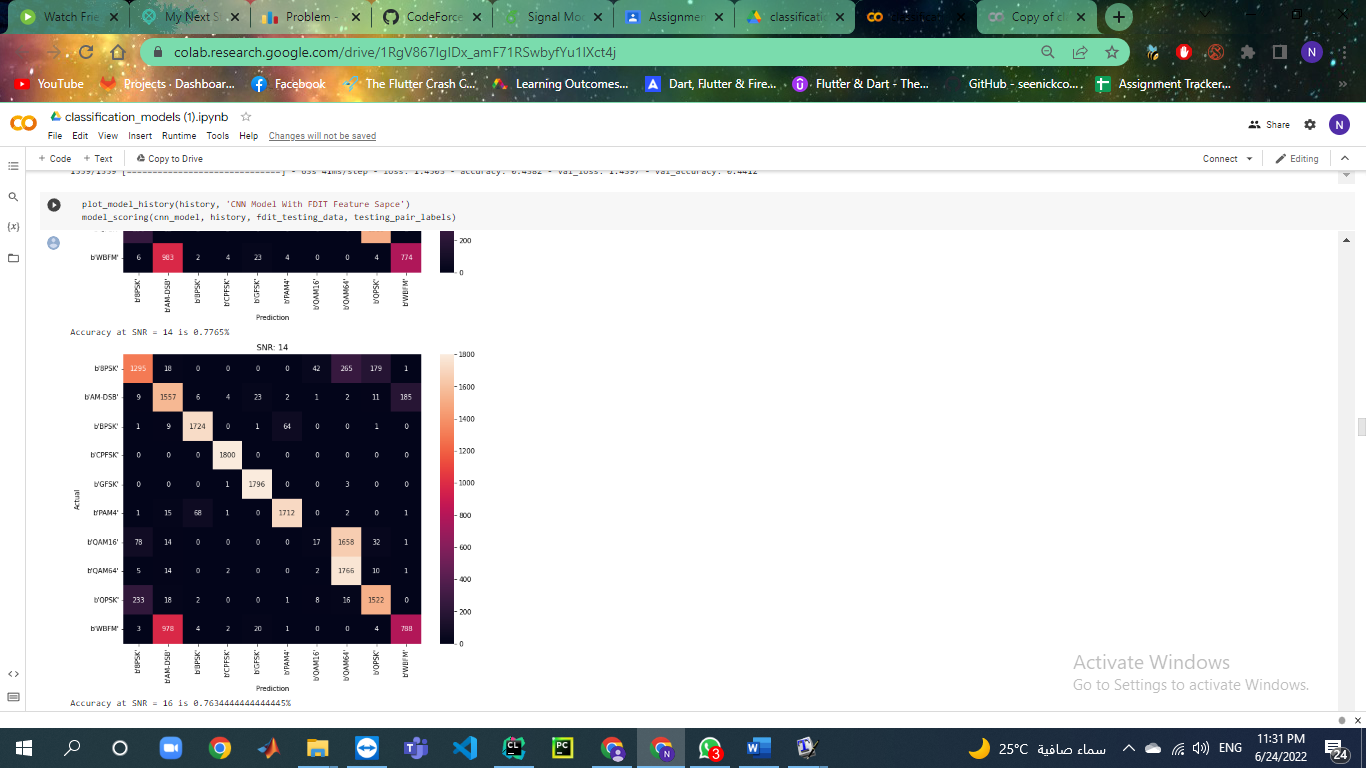 Watch Frie
My Next S
Problem -
CodeForce
Signal Mo
Assignmen
classificatio
Copy of cl
colab.research.google.com/drive/1RgV867IgIDx_amF71RSwbyfYu1IXct4j
N
YouTube
Projects · Dashboar...
Facebook
The Flutter Crash C...
Learning Outcomes...
Dart, Flutter & Fire...
Flutter & Dart - The...
GitHub - seenickco...
Assignment Tracker...
»
classification_models (1).ipynb
File Edit View Insert Runtime Tools Help Changes will not be saved
Share
N
+ Code + Text Copy to Drive
Connect Editing
plot_model_history(history, 'CNN Model With FDIT Feature Sapce')
model_scoring(cnn_model, history, fdit_testing_data, testing_pair_labels)
200
b'WBFM' 6 983 2 4 23 4 0 0 4 774
0
b'8PSK' b'AM-DSB' b'BPSK' b'CPFSK' b'GFSK' b'PAM4' b'QAM16' b'QAM64' b'QPSK' b'WBFM'
Prediction
Accuracy at SNR = 14 is 0.7765%
SNR: 14
b'8PSK' 1295 18 0 0 0 0 42 265 179 1
b'AM-DSB' 9 1557 6 4 23 2 1 2 11 185
b'BPSK' 1 9 1724 0 1 64 0 0 1 0
b'CPFSK' 0 0 0 1800 0 0 0 0 0 0
b'GFSK' 0 0 0 1 1796 0 0 3 0 0
b'PAM4' 1 15 68 1 0 1712 0 2 0 1
b'QAM16' 78 14 0 0 0 0 17 1658 32 1
b'QAM64' 5 14 0 2 0 0 2 1766 10 1
b'QPSK' 233 18 2 0 0 1 8 16 1522 0
b'WBFM' 3 978 4 2 20 1 0 0 4 788
Actual
1800
1600
1400
1200
1000
800
600
400
200
0
b'8PSK' b'AM-DSB' b'BPSK' b'CPFSK' b'GFSK' b'PAM4' b'QAM16' b'QAM64' b'QPSK' b'WBFM'
Prediction
Accuracy at SNR = 16 is 0.7634444444444445%
Activate Windows
Go to Settings to activate Windows.
25°C سماء صافية
ENG
11:31 PM
6/24/2022
24
3